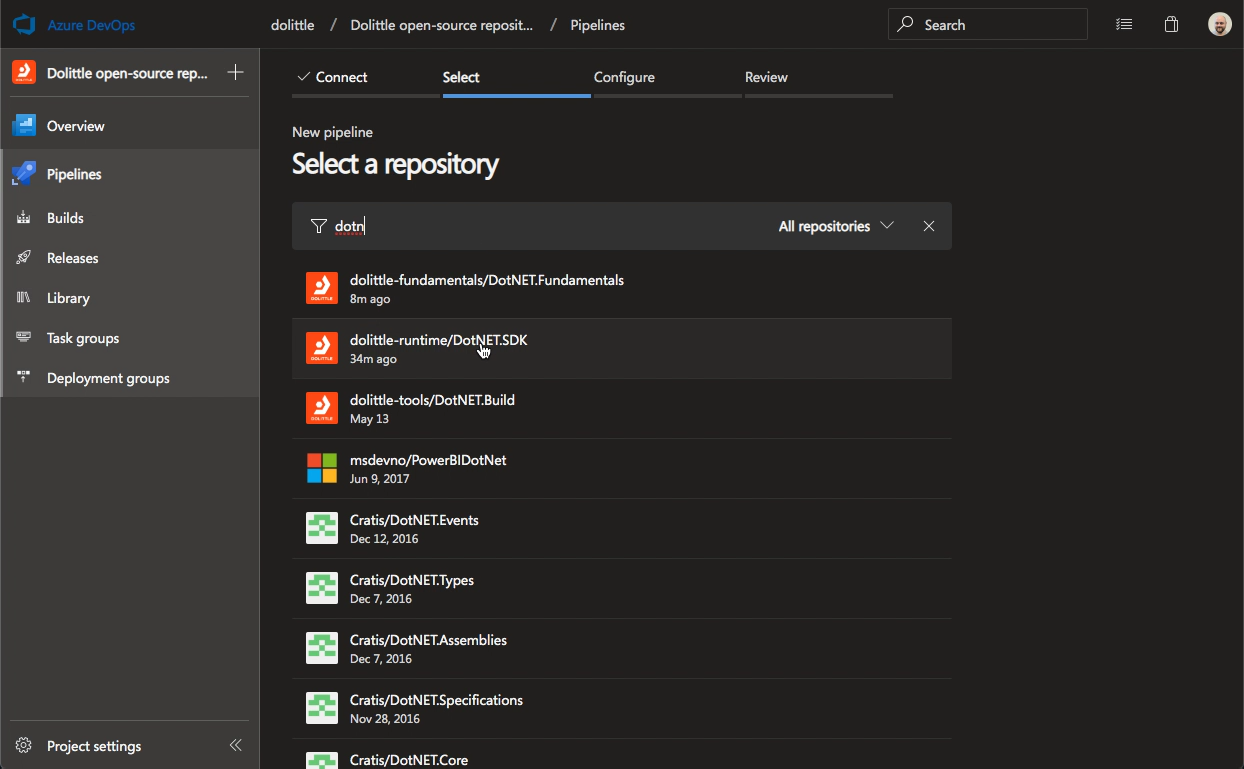 Azure DevOps
dolittle / Dolittle open-source reposit... / Pipelines
Search
Dolittle open-source rep...
Overview
Pipelines
Builds
Releases
Library
Task groups
Deployment groups
Project settings
Connect
Select
Configure
Review
New pipeline
Select a repository
dotn
All repositories
DOLITTLE
dolittle-fundamentals/DotNET.Fundamentals
8m ago
DOLITTLE
dolittle-runtime/DotNET.SDK
34m ago
DOLITTLE
dolittle-tools/DotNET.Build
May 13
msdevno/PowerBIDotNet
Jun 9, 2017
Cratis/DotNET.Events
Dec 12, 2016
Cratis/DotNET.Types
Dec 7, 2016
Cratis/DotNET.Assemblies
Dec 7, 2016
Cratis/DotNET.Specifications
Nov 28, 2016
Cratis/DotNET.Core